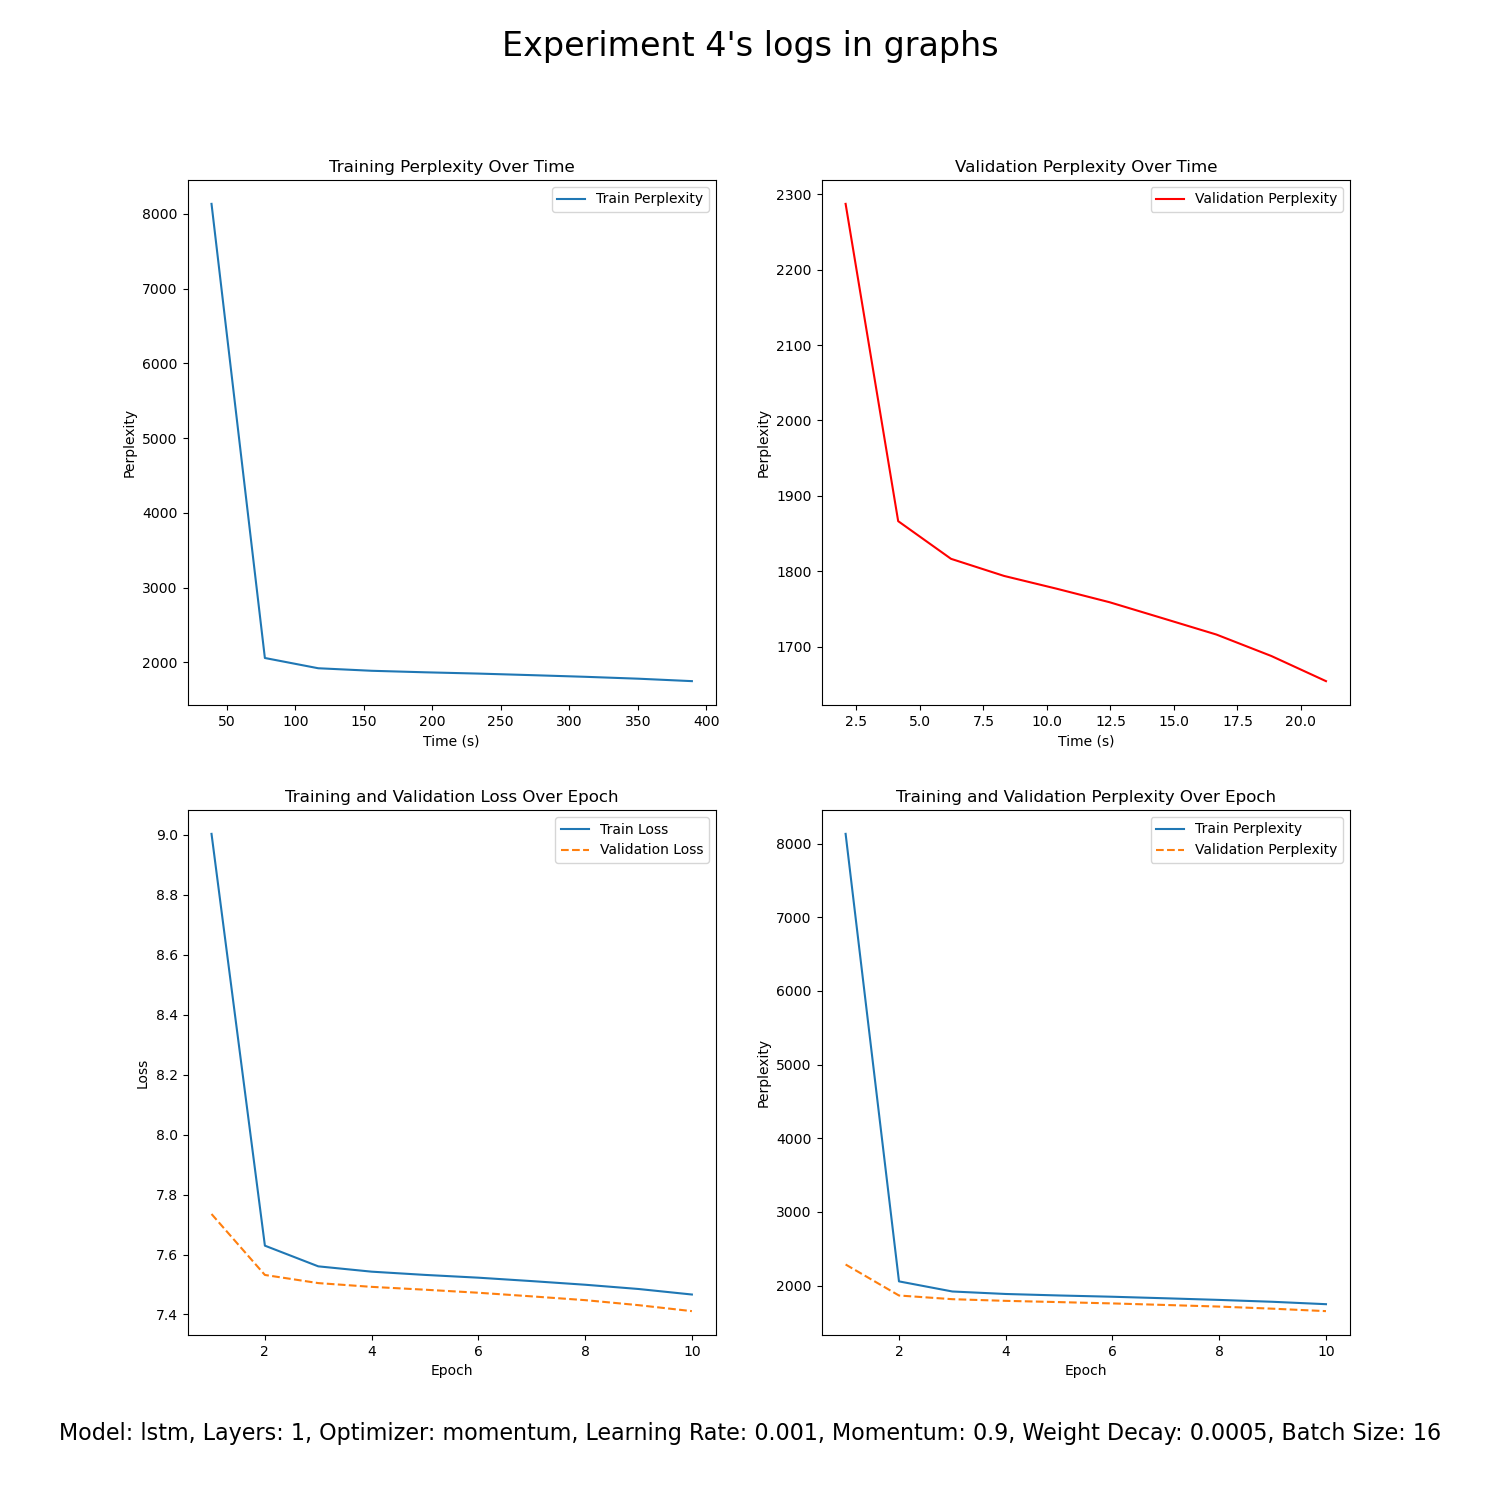 Experiment 4's logs in graphs
Training Perplexity Over Time
Train Perplexity
8000
7000
6000
5000
4000
3000
2000
Perplexity
50 100 150 200 250 300 350 400
Time (s)
Validation Perplexity Over Time
Validation Perplexity
2300
2200
2100
2000
1900
1800
1700
Perplexity
2.5 5.0 7.5 10.0 12.5 15.0 17.5 20.0
Time (s)
Training and Validation Loss Over Epoch
Train Loss
Validation Loss
9.0
8.8
8.6
8.4
8.2
8.0
7.8
7.6
7.4
Loss
2 4 6 8 10
Epoch
Training and Validation Perplexity Over Epoch
Train Perplexity
Validation Perplexity
8000
7000
6000
5000
4000
3000
2000
Perplexity
2 4 6 8 10
Epoch
Model: lstm, Layers: 1, Optimizer: momentum, Learning Rate: 0.001, Momentum: 0.9, Weight Decay: 0.0005, Batch Size: 16